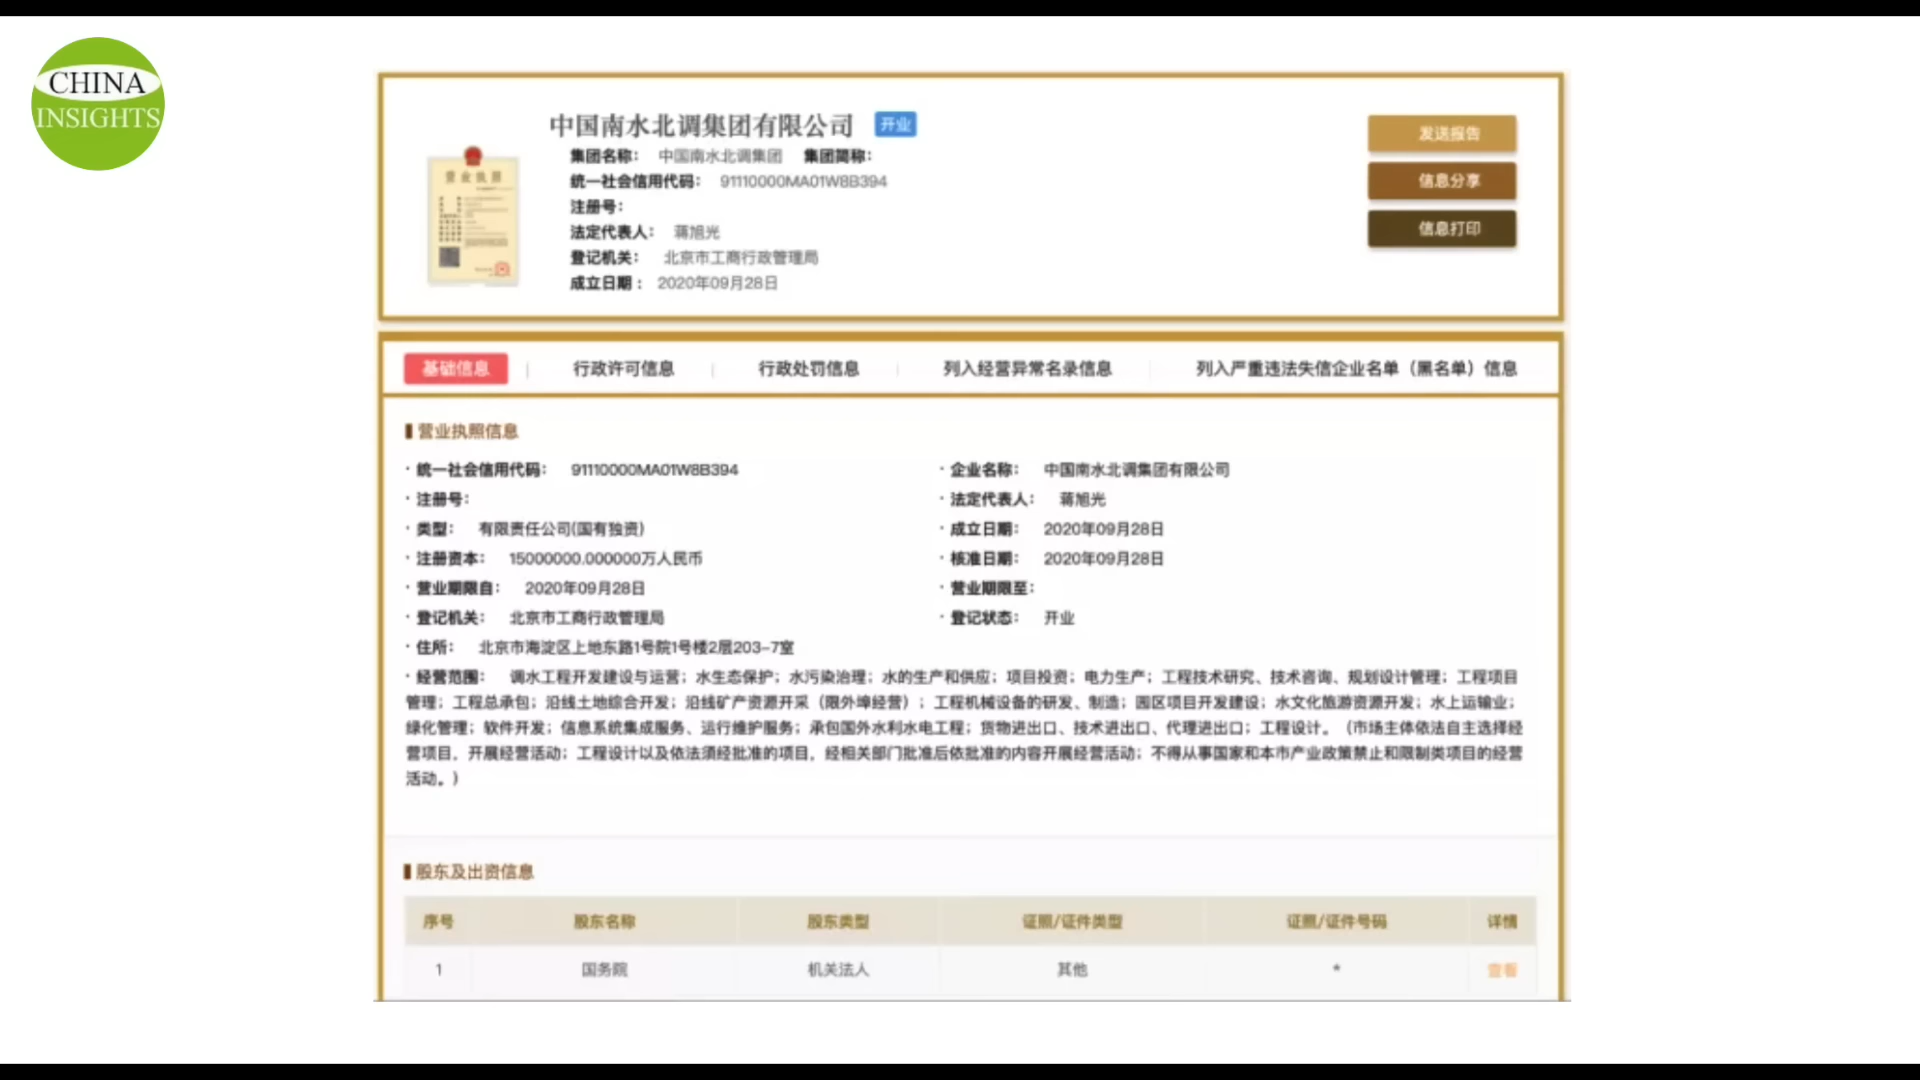 CHINA
INSIGHTS
中国南水北调集团有限公司 开业
集团名称： 中国南水北调集团 集团简称：
统一社会信用代码： 91110000MA01W8B394
注册号：
法定代表人： 蒋旭光
登记机关： 北京市工商行政管理局
成立日期： 2020年09月28日
发送报告
信息分享
信息打印
营业执照
基础信息 行政许可信息 行政处罚信息 列入经营异常名录信息 列入严重违法失信企业名单（黑名单）信息
营业执照信息
· 统一社会信用代码： 91110000MA01W8B394 · 企业名称： 中国南水北调集团有限公司
· 注册号： · 法定代表人： 蒋旭光
· 类型： 有限责任公司(国有独资) · 成立日期： 2020年09月28日
· 注册资本： 15000000.000000万人民币 · 核准日期： 2020年09月28日
· 营业期限自： 2020年09月28日 · 营业期限至：
· 登记机关： 北京市工商行政管理局 · 登记状态： 开业
· 住所： 北京市海淀区上地东路1号院1号楼2层203-7室
· 经营范围： 调水工程开发建设与运营；水生态保护；水污染治理；水的生产和供应；项目投资；电力生产；工程技术研究、技术咨询、规划设计管理；工程项目
管理；工程总承包；沿线土地综合开发；沿线矿产资源开采（限外埠经营）；工程机械设备的研发、制造；园区项目开发建设；水文化旅游资源开发；水上运输业；
绿化管理；软件开发；信息系统集成服务、运行维护服务；承包国外水利水电工程；货物进出口、技术进出口、代理进出口；工程设计。（市场主体依法自主选择经
营项目，开展经营活动；工程设计以及依法须经批准的项目，经相关部门批准后依批准的内容开展经营活动；不得从事国家和本市产业政策禁止和限制类项目的经营
活动。）
股东及出资信息
序号 股东名称 股东类型 证照/证件类型 证照/证件号码 详情
1 国务院 机关法人 其他 * 查看